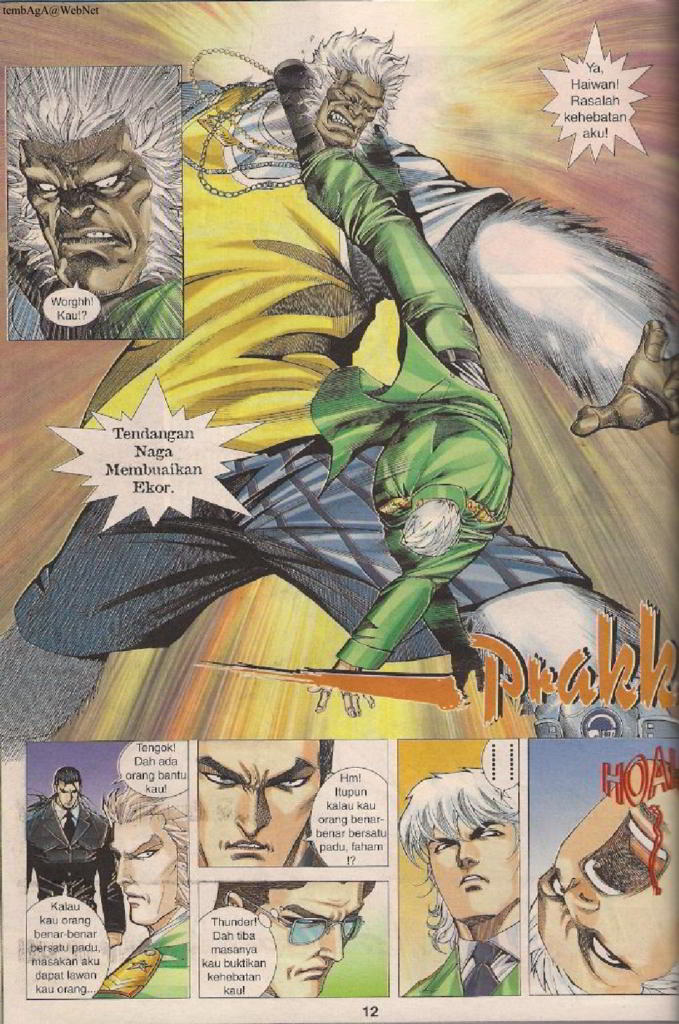 tembAgA@WebNet
Ya,
Haiwan!
Rasalah
kehebatan
aku!
Worghh!
Kau!?
Tendangan
Naga
Membuaikan
Ekor.
Prakk
Tengok!
Dah ada
orang bantu
kau!
Kalau
kau orang
benar-benar
bersatu padu,
masakan aku
dapat lawan
kau orang...
Hm!
Itupun
kalau kau
orang benar-
benar bersatu
padu, faham
!?
Thunder!
Dah tiba
masanya
kau buktikan
kehebatan
kau!
!!!!
HOA
12